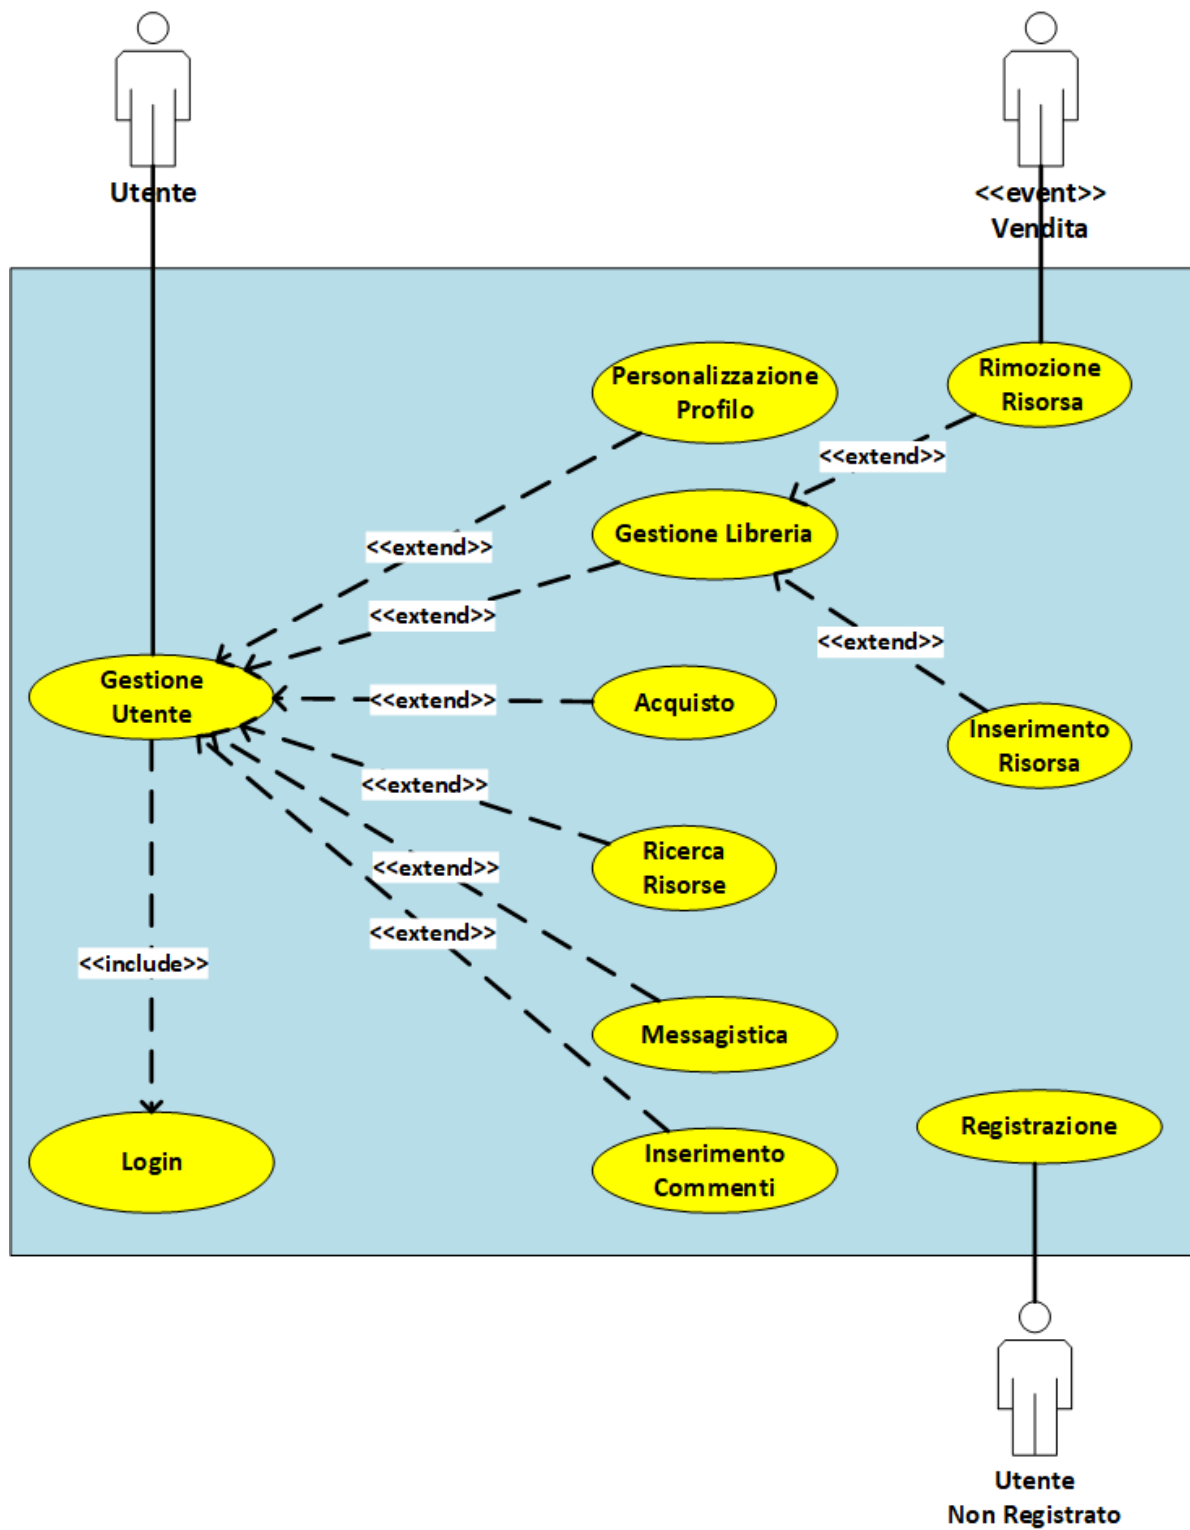 Utente
<<event>>
Vendita
Personalizzazione
Profilo
Rimozione
Risorsa
<<extend>>
Gestione Libreria
<<extend>>
<<extend>>
<<extend>>
Gestione
Utente
<<extend>>
Acquisto
Inserimento
Risorsa
<<extend>>
Ricerca
Risorse
<<extend>>
<<extend>>
<<include>>
Messagistica
Registrazione
Login
Inserimento
Commenti
Utente
Non Registrato